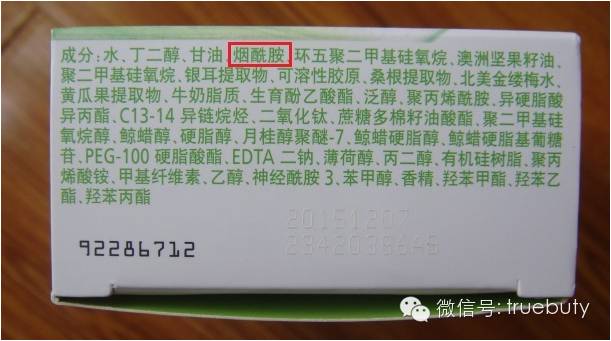 成分:水、丁二醇、甘油、烟酰胺、环五聚二甲基硅氧烷、澳洲坚果籽油、
聚二甲基硅氧烷、银耳提取物、可溶性胶原、桑根提取物、北美金缕梅水、
黄瓜果提取物、牛奶脂质、生育酚乙酸酯、泛醇、聚丙烯酰胺、异硬脂酸
异丙酯、C13-14 异链烷烃、二氧化钛、蔗糖多棉籽油酸酯、聚二甲基硅
氧烷醇、鲸蜡醇、硬脂醇、月桂醇聚醚-7、鲸蜡硬脂醇、鲸蜡硬脂基葡糖
苷、PEG-100 硬脂酸酯、EDTA 二钠、薄荷醇、丙二醇、有机硅树脂、聚丙
烯酸铵、甲基纤维素、乙醇、神经酰胺 3、苯甲醇、香精、羟苯甲酯、羟苯乙
酯、羟苯丙酯
20151207
92286712
微信号: truebuty